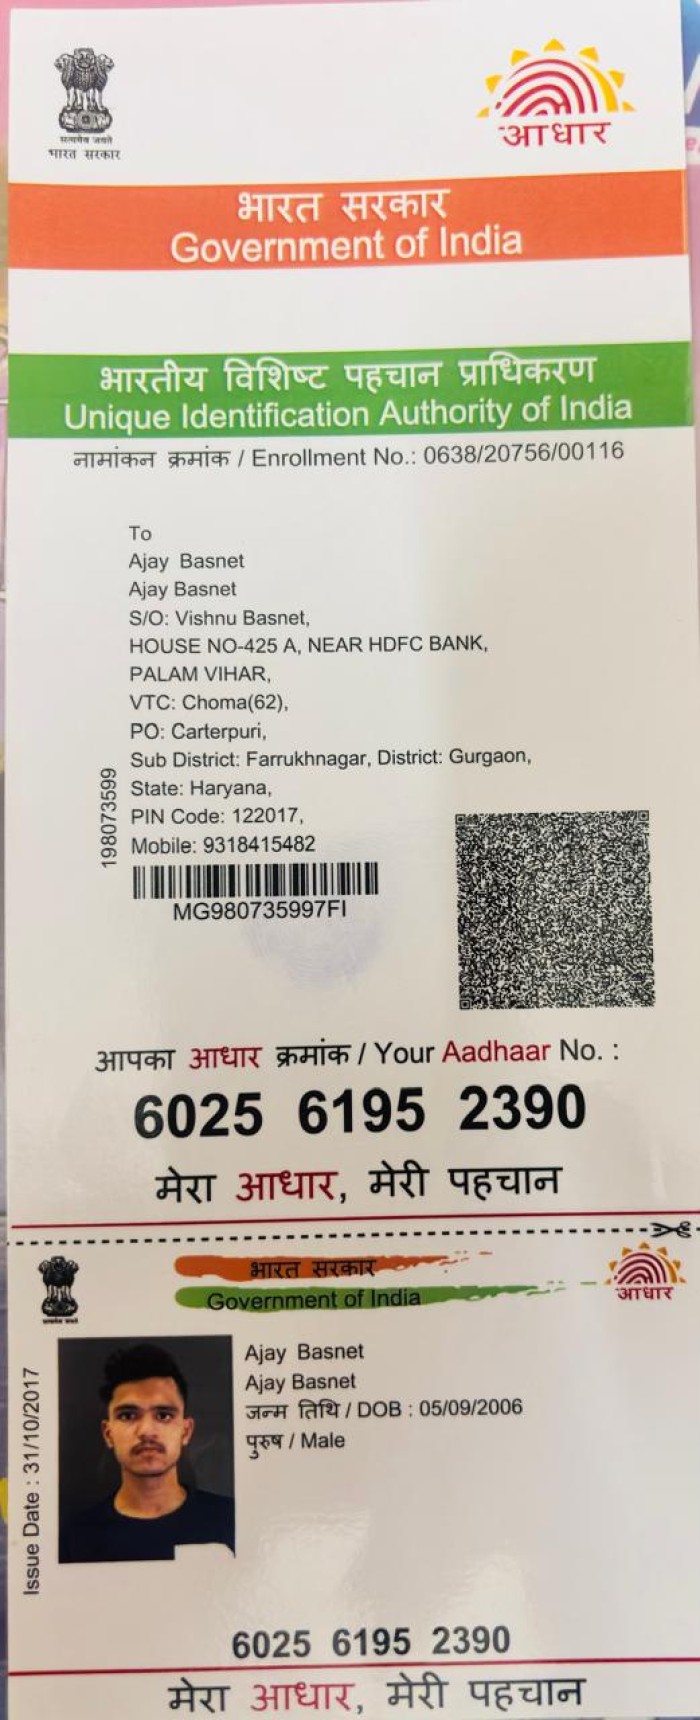 सत्यमेव जयते
भारत सरकार
आधार
भारत सरकार
Government of India
भारतीय विशिष्ट पहचान प्राधिकरण
Unique Identification Authority of India
नामांकन क्रमांक / Enrollment No.: 0638/20756/00116
To
Ajay Basnet
Ajay Basnet
S/O: Vishnu Basnet,
HOUSE NO-425 A, NEAR HDFC BANK,
PALAM VIHAR,
VTC: Choma(62),
PO: Carterpuri,
Sub District: Farrukhnagar, District: Gurgaon,
State: Haryana,
PIN Code: 122017,
Mobile: 9318415482
198073599
MG980735997FI
आपका आधार क्रमांक / Your Aadhaar No. :
6025 6195 2390
मेरा आधार, मेरी पहचान
भारत सरकार
Government of India
आधार
Issue Date : 31/10/2017
Ajay Basnet
Ajay Basnet
जन्म तिथि / DOB : 05/09/2006
पुरुष / Male
6025 6195 2390
मेरा आधार, मेरी पहचान